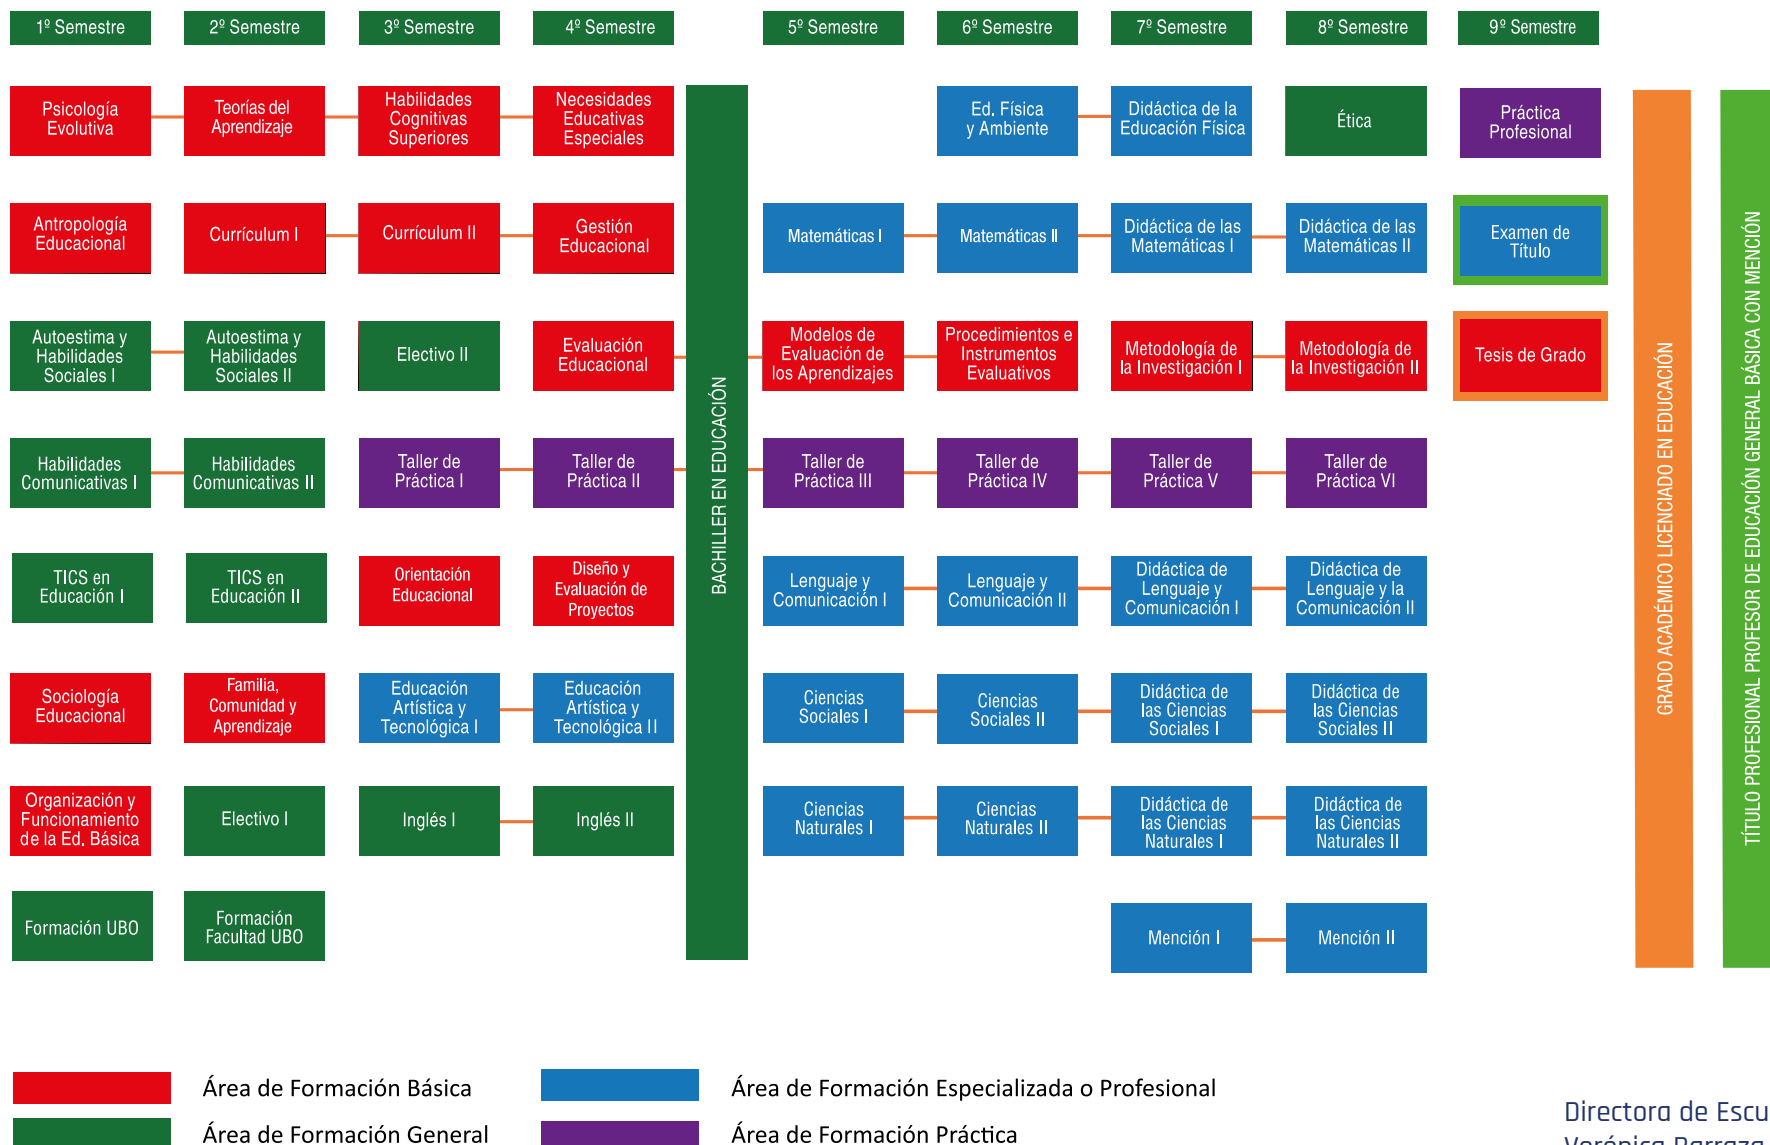 1º Semestre
2º Semestre
3º Semestre
4º Semestre
5º Semestre
6º Semestre
7º Semestre
8º Semestre
9º Semestre
Psicología
Evolutiva
Teorías del
Aprendizaje
Habilidades
Cognitivas
Superiores
Necesidades
Educativas
Especiales
Ed. Física
y Ambiente
Didáctica de la
Educación Física
Ética
Práctica
Profesional
Antropología
Educacional
Currículum I
Currículum II
Gestión
Educacional
Matemáticas I
Matemáticas II
Didáctica de las
Matemáticas I
Didáctica de las
Matemáticas II
Examen de
Título
Autoestima y
Habilidades
Sociales I
Autoestima y
Habilidades
Sociales II
Electivo II
Evaluación
Educacional
Modelos de
Evaluación de
los Aprendizajes
Procedimientos e
Instrumentos
Evaluativos
Metodología de
la Investigación I
Metodología de
la Investigación II
Tesis de Grado
Habilidades
Comunicativas I
Habilidades
Comunicativas II
Taller de
Práctica I
Taller de
Práctica II
Taller de
Práctica III
Taller de
Práctica IV
Taller de
Práctica V
Taller de
Práctica VI
TICS en
Educación I
TICS en
Educación II
Orientación
Educacional
Diseño y
Evaluación de
Proyectos
Lenguaje y
Comunicación I
Lenguaje y
Comunicación II
Didáctica de
Lenguaje y
Comunicación I
Didáctica de
Lenguaje y la
Comunicación II
Sociología
Educacional
Familia,
Comunidad y
Aprendizaje
Educación
Artística y
Tecnológica I
Educación
Artística y
Tecnológica II
Ciencias
Sociales I
Ciencias
Sociales II
Didáctica de
las Ciencias
Sociales I
Didáctica de
las Ciencias
Sociales II
Organización y
Funcionamiento
de la Ed. Básica
Electivo I
Inglés I
Inglés II
Ciencias
Naturales I
Ciencias
Naturales II
Didáctica de
las Ciencias
Naturales I
Didáctica de
las Ciencias
Naturales II
Formación UBO
Formación
Facultad UBO
Mención I
Mención II
BACHILLER EN EDUCACIÓN
GRADO ACADÉMICO LICENCIADO EN EDUCACIÓN
TÍTULO PROFESIONAL PROFESOR DE EDUCACIÓN GENERAL BÁSICA CON MENCIÓN
Área de Formación Básica
Área de Formación Especializada o Profesional
Área de Formación General
Área de Formación Práctica
Directora de Escu
Verónica Barraza